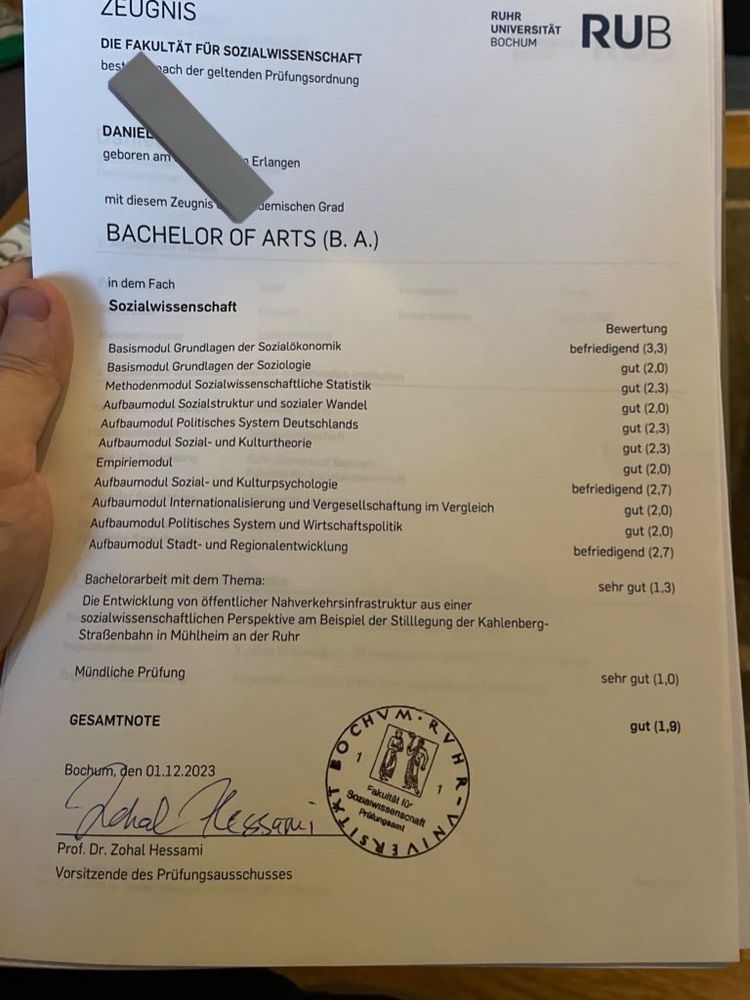 ZEUGNIS
RUHR
UNIVERSITÄT
BOCHUM
RUB
DIE FAKULTÄT FÜR SOZIALWISSENSCHAFT
nach der geltenden Prüfungsordnung
DANIEL
geboren am Erlangen
mit diesem Zeugnis Grad
BACHELOR OF ARTS (B. A.)
in dem Fach
Sozialwissenschaft
Bewertung
Basismodul Grundlagen der Sozialökonomik befriedigend (3,3)
Basismodul Grundlagen der Soziologie gut (2,0)
Methodenmodul Sozialwissenschaftliche Statistik gut (2,3)
Aufbaumodul Sozialstruktur und sozialer Wandel gut (2,0)
Aufbaumodul Politisches System Deutschlands gut (2,3)
Aufbaumodul Sozial- und Kulturtheorie gut (2,3)
Empiriemodul gut (2,0)
Aufbaumodul Sozial- und Kulturpsychologie befriedigend (2,7)
Aufbaumodul Internationalisierung und Vergesellschaftung im Vergleich gut (2,0)
Aufbaumodul Politisches System und Wirtschaftspolitik gut (2,0)
Aufbaumodul Stadt- und Regionalentwicklung befriedigend (2,7)
Bachelorarbeit mit dem Thema: sehr gut (1,3)
Die Entwicklung von öffentlicher Nahverkehrsinfrastruktur aus einer
sozialwissenschaftlichen Perspektive am Beispiel der Stilllegung der Kahlenberg-
Straßenbahn in Mühlheim an der Ruhr
Mündliche Prüfung sehr gut (1,0)
GESAMTNOTE gut (1,9)
Bochum, den 01.12.2023
Zohal Hessami
Prof. Dr. Zohal Hessami
Vorsitzende des Prüfungsausschusses
RUHR-UNIVERSITÄT BOCHUM
1 1
Fakultät für
Sozialwissenschaft
Prüfungsamt